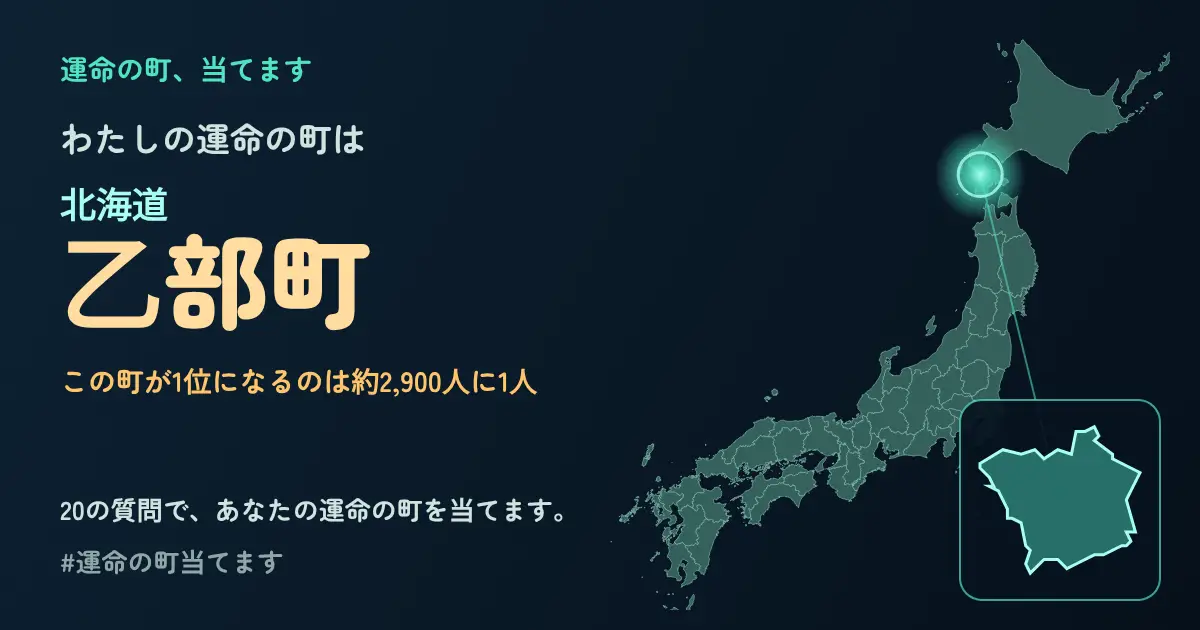 運命の町、当てます
わたしの運命の町は
北海道
乙部町
この町が1位になるのは約2,900人に1人
20の質問で、あなたの運命の町を当てます。
#運命の町当てます